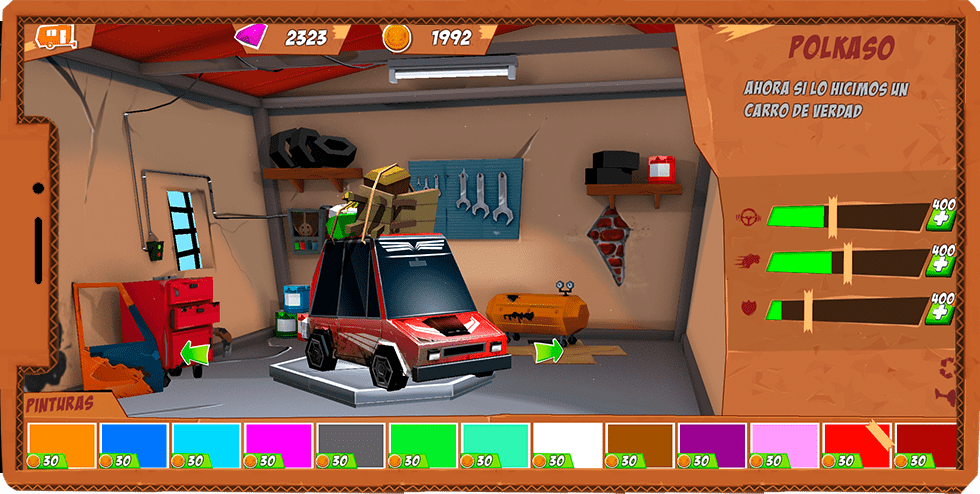 2323
1992
POLKASO
AHORA SI LO HICIMOS UN
CARRO DE VERDAD
400
400
400
PINTURAS
30 30 30 30 30 30 30 30 30 30 30 30 30